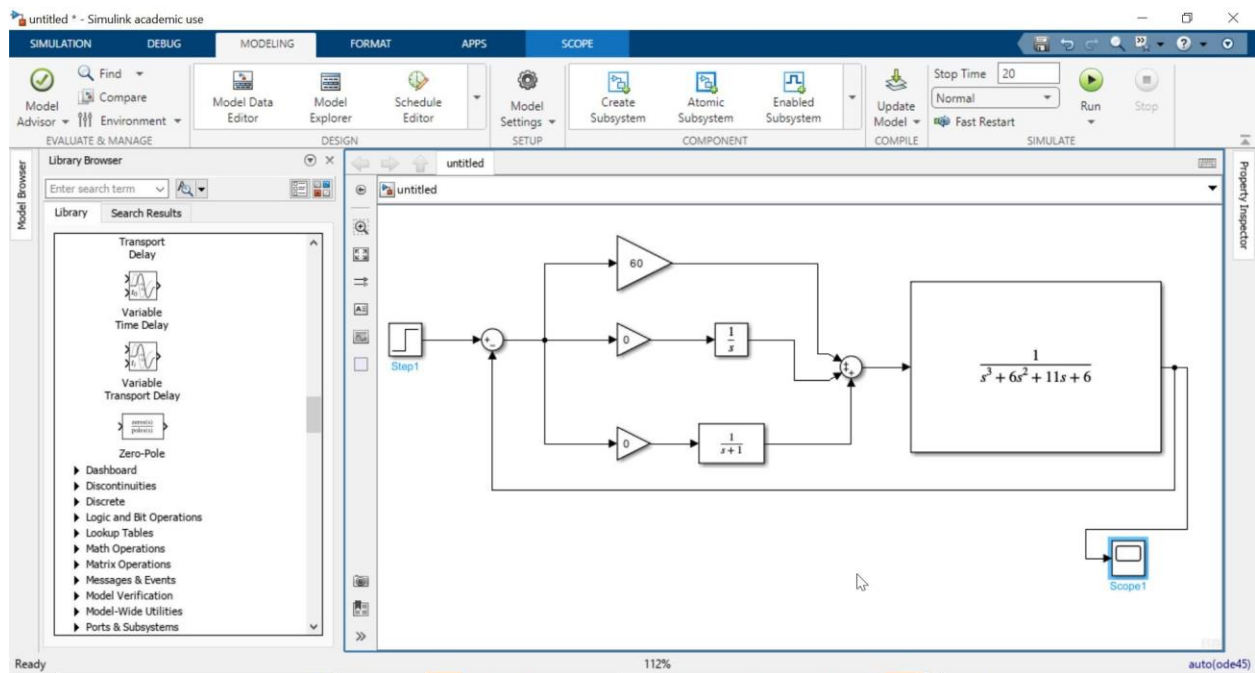 untitled * - Simulink academic use
SIMULATION DEBUG MODELING FORMAT APPS SCOPE
Find
Compare
Environment
Model
Advisor
EVALUATE & MANAGE
Model Data
Editor
Model
Explorer
Schedule
Editor
DESIGN
Model
Settings
SETUP
Create
Subsystem
Atomic
Subsystem
Enabled
Subsystem
COMPONENT
Update
Model
COMPILE
Stop Time 20
Normal
Fast Restart
Run
Stop
SIMULATE
Model Browser
Library Browser
Enter search term
Library Search Results
Transport
Delay
Variable
Time Delay
Variable
Transport Delay
zeros(s)
poles(s)
Zero-Pole
Dashboard
Discontinuities
Discrete
Logic and Bit Operations
Lookup Tables
Math Operations
Matrix Operations
Messages & Events
Model Verification
Model-Wide Utilities
Ports & Subsystems
untitled
untitled
Property Inspector
60
0
1
s
Step1
0
1
s+1
1
s³ + 6s² + 11s + 6
Scope1
Ready 112% auto(ode45)